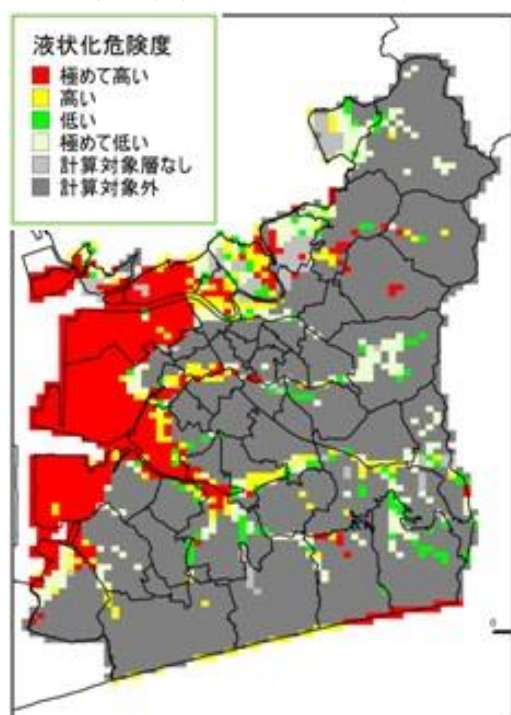 液状化危険度
極めて高い
高い
低い
極めて低い
計算対象層なし
計算対象外
0